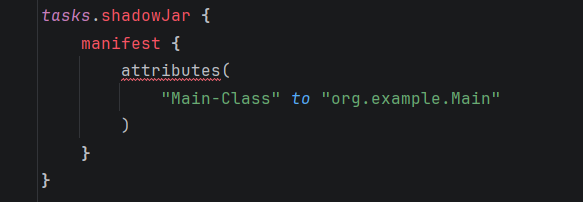 tasks.shadowJar {
    manifest {
        attributes(
            "Main-Class" to "org.example.Main"
        )
    }
}